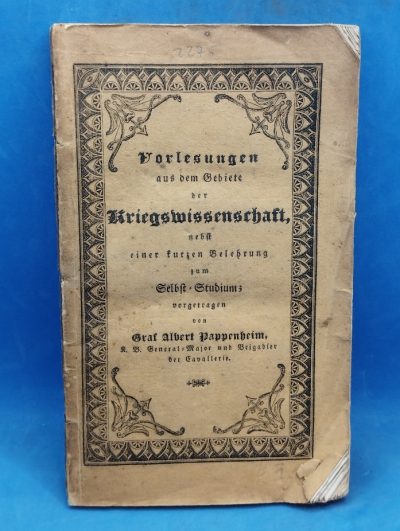 Vorlesungen
aus dem Gebiete
der
Kriegswissenschaft,
nebst
einer kurzen Belehrung
zum
Selbst-Studium;
vorgetragen
von
Graf Albert Pappenheim,
K. B. General-Major und Brigadier
der Cavallerie.